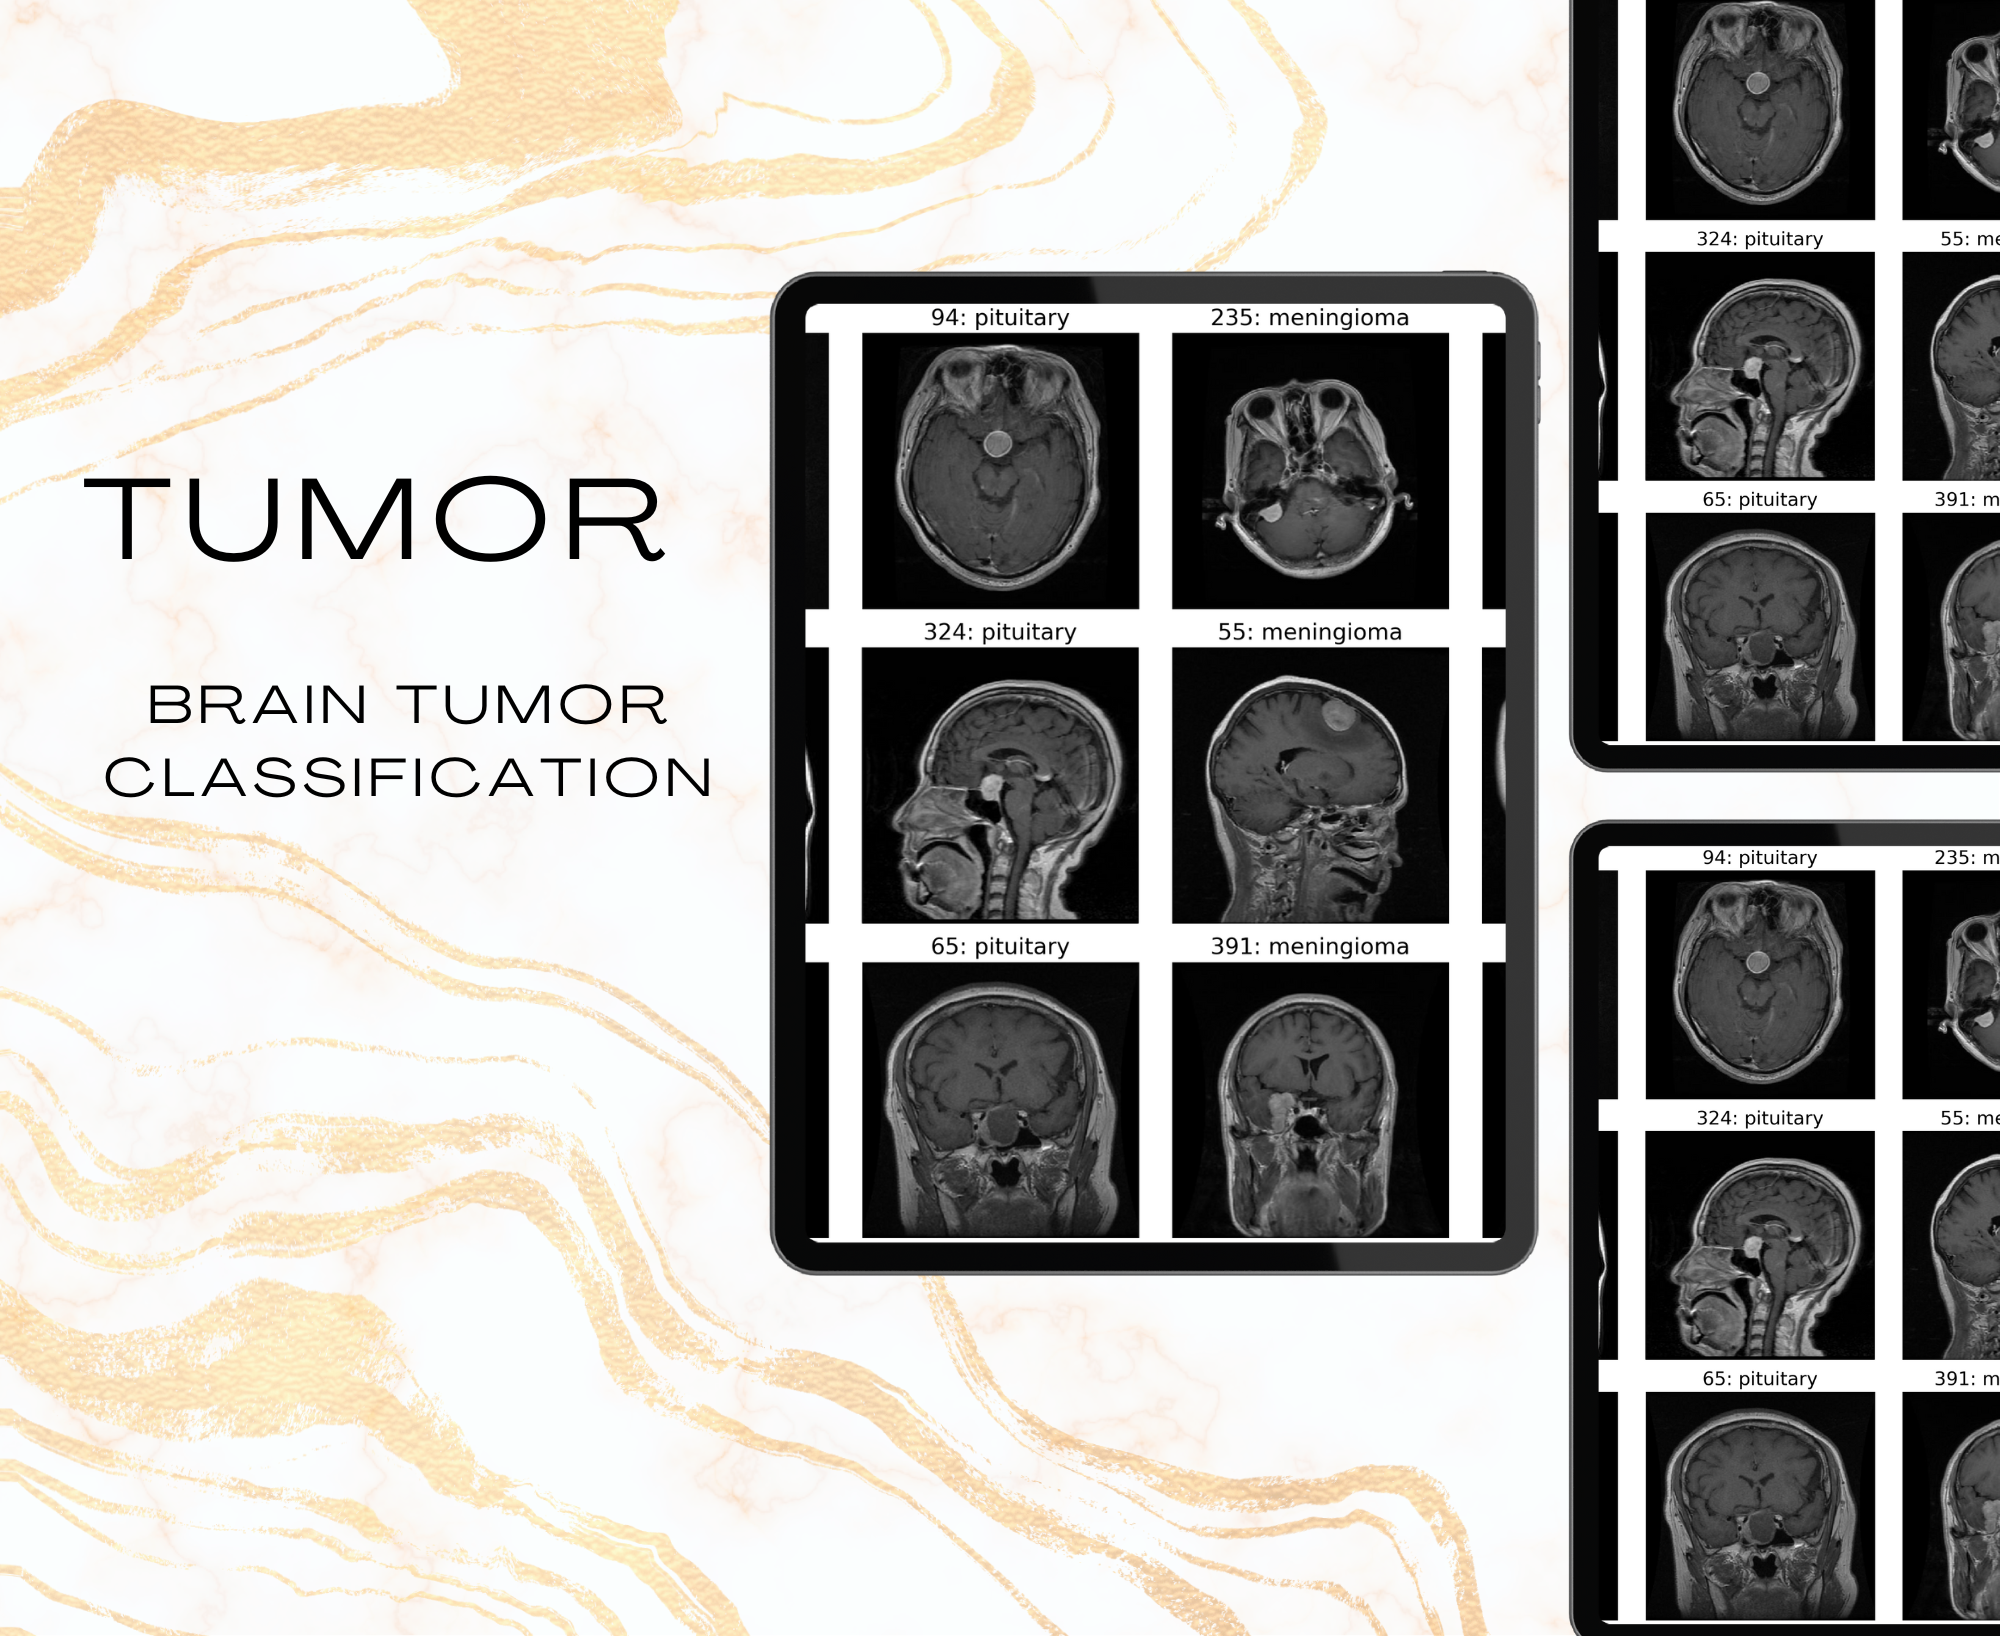 TUMOR
BRAIN TUMOR
CLASSIFICATION
94: pituitary
235: meningioma
324: pituitary
55: meningioma
65: pituitary
391: meningioma
324: pituitary
55: me
65: pituitary
391: m
94: pituitary
235: m
324: pituitary
55: me
65: pituitary
391: m